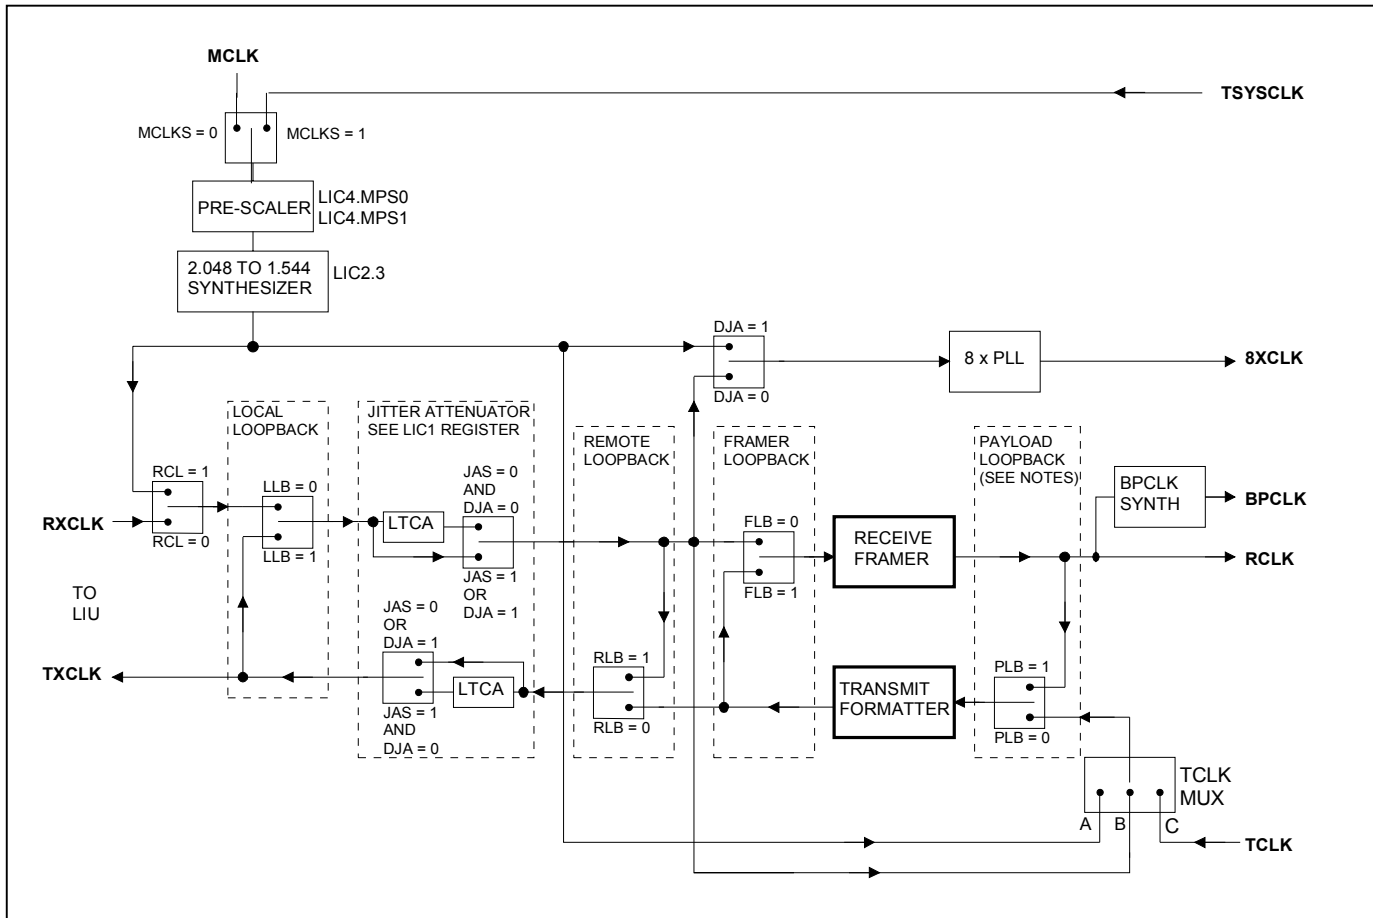 MCLK
TSYSCLK
MCLKS = 0
MCLKS = 1
PRE-SCALER
LIC4.MPS0
LIC4.MPS1
2.048 TO 1.544
SYNTHESIZER
LIC2.3
DJA = 1
DJA = 0
8 x PLL
8XCLK
LOCAL
LOOPBACK
JITTER ATTENUATOR
SEE LIC1 REGISTER
REMOTE
LOOPBACK
FRAMER
LOOPBACK
PAYLOAD
LOOPBACK
(SEE NOTES)
RCL = 1
RCL = 0
RXCLK
LLB = 0
LLB = 1
LTCA
JAS = 0
AND
DJA = 0
JAS = 1
OR
DJA = 1
FLB = 0
FLB = 1
RECEIVE
FRAMER
BPCLK
SYNTH
BPCLK
RCLK
TO
LIU
TXCLK
JAS = 0
OR
DJA = 1
LTCA
JAS = 1
AND
DJA = 0
RLB = 1
RLB = 0
TRANSMIT
FORMATTER
PLB = 1
PLB = 0
TCLK
MUX
A
B
C
TCLK